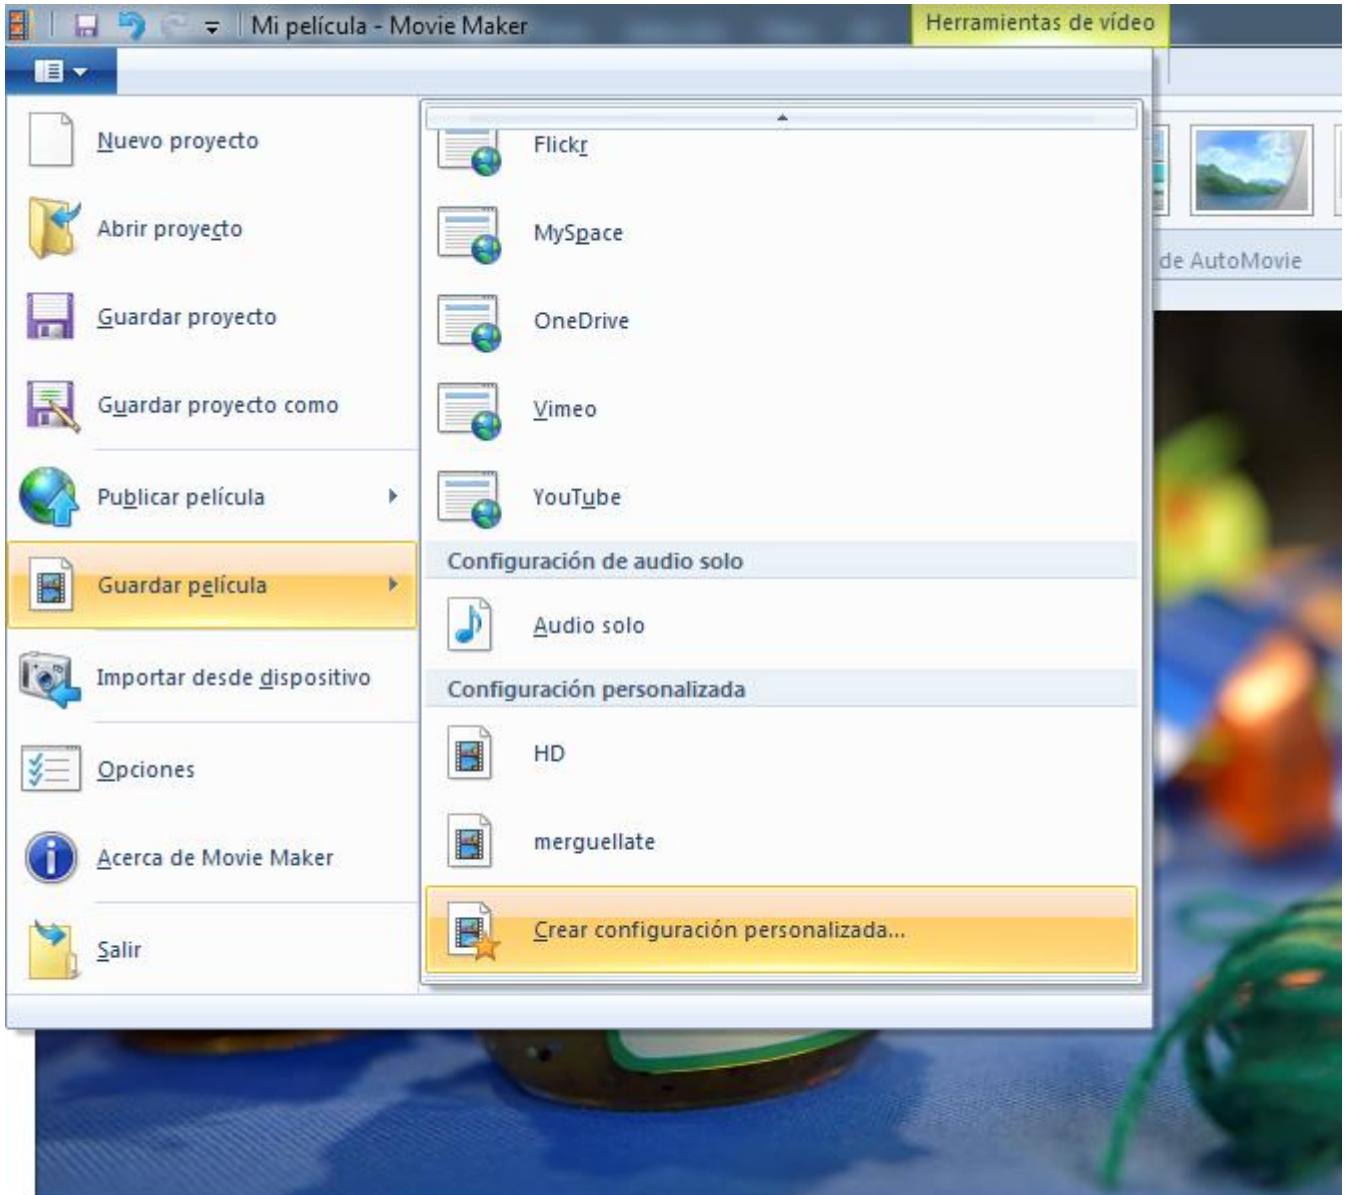 Mi película - Movie Maker
Herramientas de vídeo
Nuevo proyecto
Abrir proyecto
Guardar proyecto
Guardar proyecto como
Publicar película
Guardar película
Importar desde dispositivo
Opciones
Acerca de Movie Maker
Salir
Flickr
MySpace
OneDrive
Vimeo
YouTube
Configuración de audio solo
Audio solo
Configuración personalizada
HD
merguellate
Crear configuración personalizada...
de AutoMovie